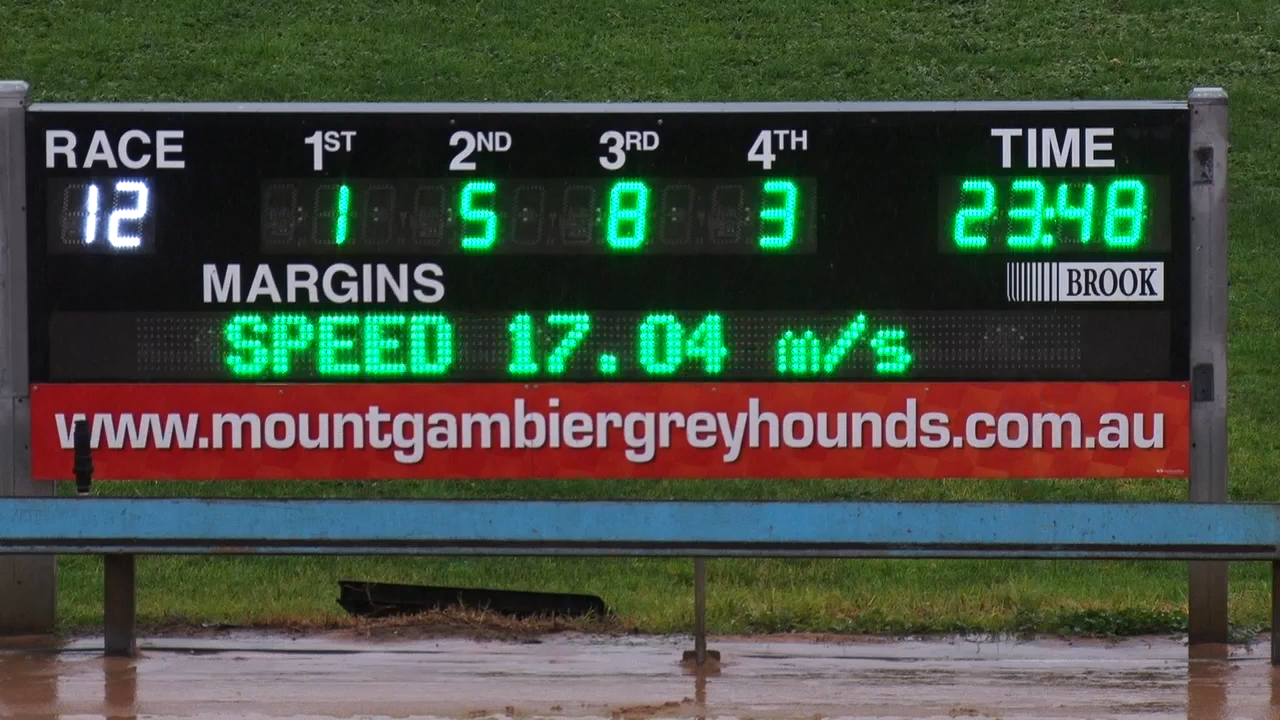 RACE 1ST 2ND 3RD 4TH TIME
12 1 5 8 3 23:48
MARGINS BROOK
SPEED 17.04 m/s
www.mountgambiergreyhounds.com.au